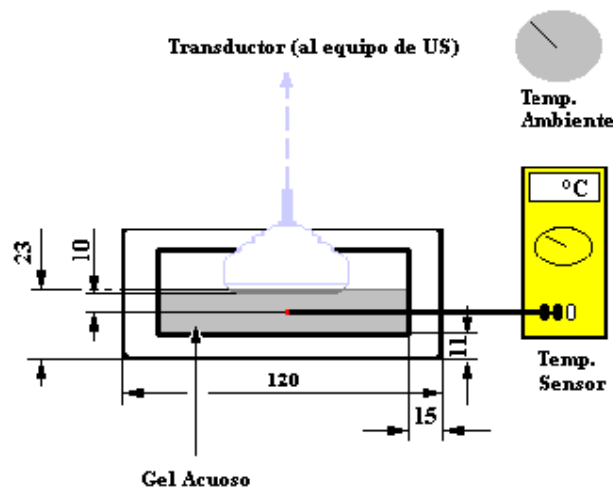 Transductor (al equipo de US)
Temp.
Ambiente
°C
23
10
11
120
15
Temp.
Sensor
Gel Acuoso